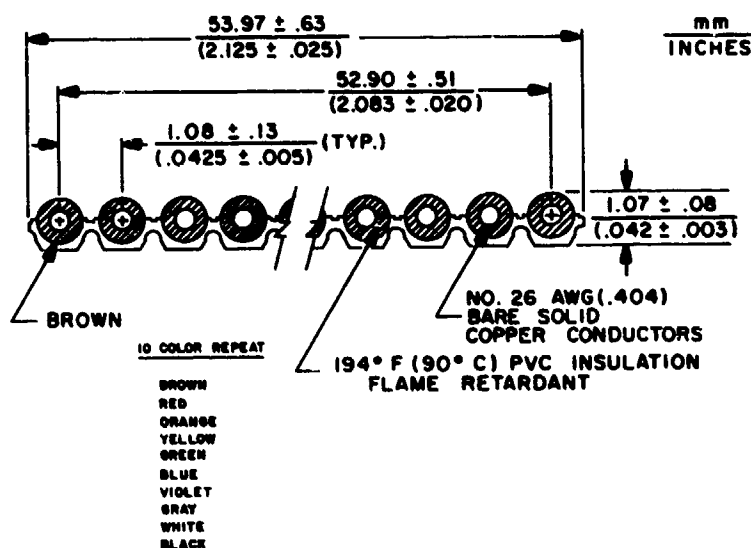 53.97 ± .63
(2.125 ± .025)
mm
INCHES
52.90 ± .51
(2.083 ± .020)
1.08 ± .13
(.0425 ± .005)
(TYP.)
1.07 ± .08
(.042 ± .003)
BROWN
NO. 26 AWG(.404)
BARE SOLID
COPPER CONDUCTORS
194° F (90° C) PVC INSULATION
FLAME RETARDANT
10 COLOR REPEAT
BROWN
RED
ORANGE
YELLOW
GREEN
BLUE
VIOLET
GRAY
WHITE
BLACK